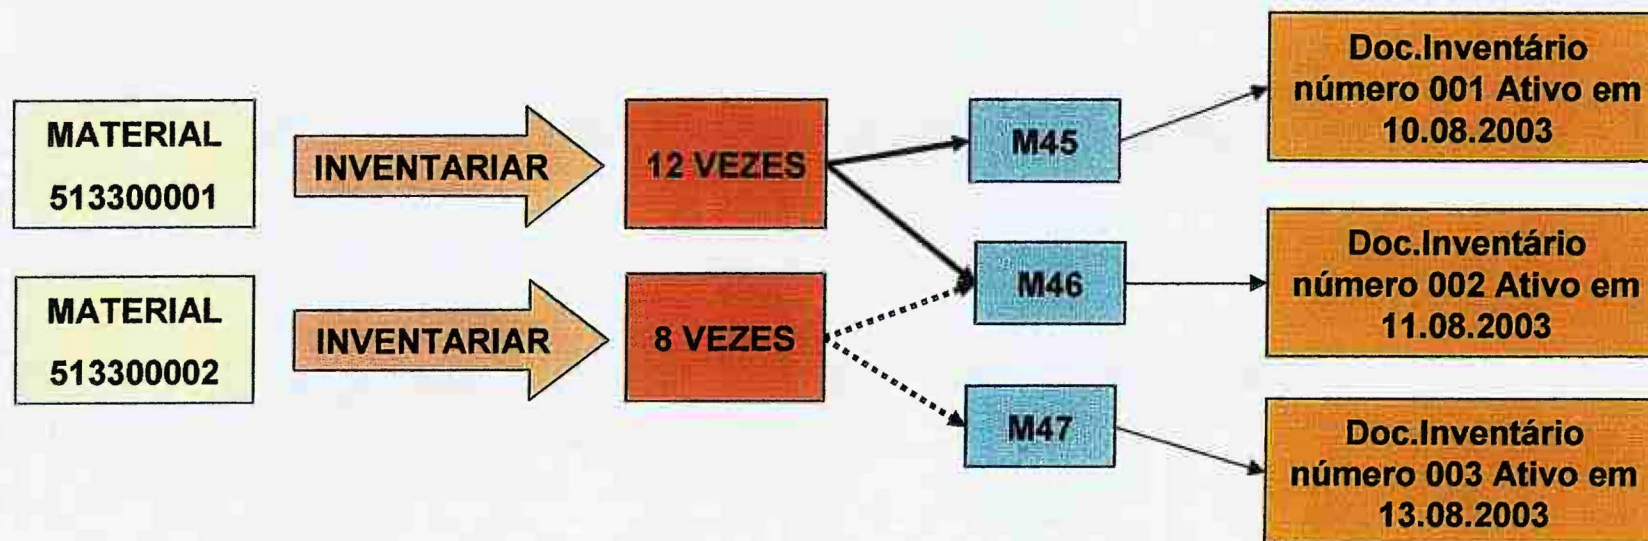 MATERIAL
513300001
INVENTARIAR
12 VEZES
M45
Doc.Inventário
número 001 Ativo em
10.08.2003
MATERIAL
513300002
INVENTARIAR
8 VEZES
M46
Doc.Inventário
número 002 Ativo em
11.08.2003
M47
Doc.Inventário
número 003 Ativo em
13.08.2003